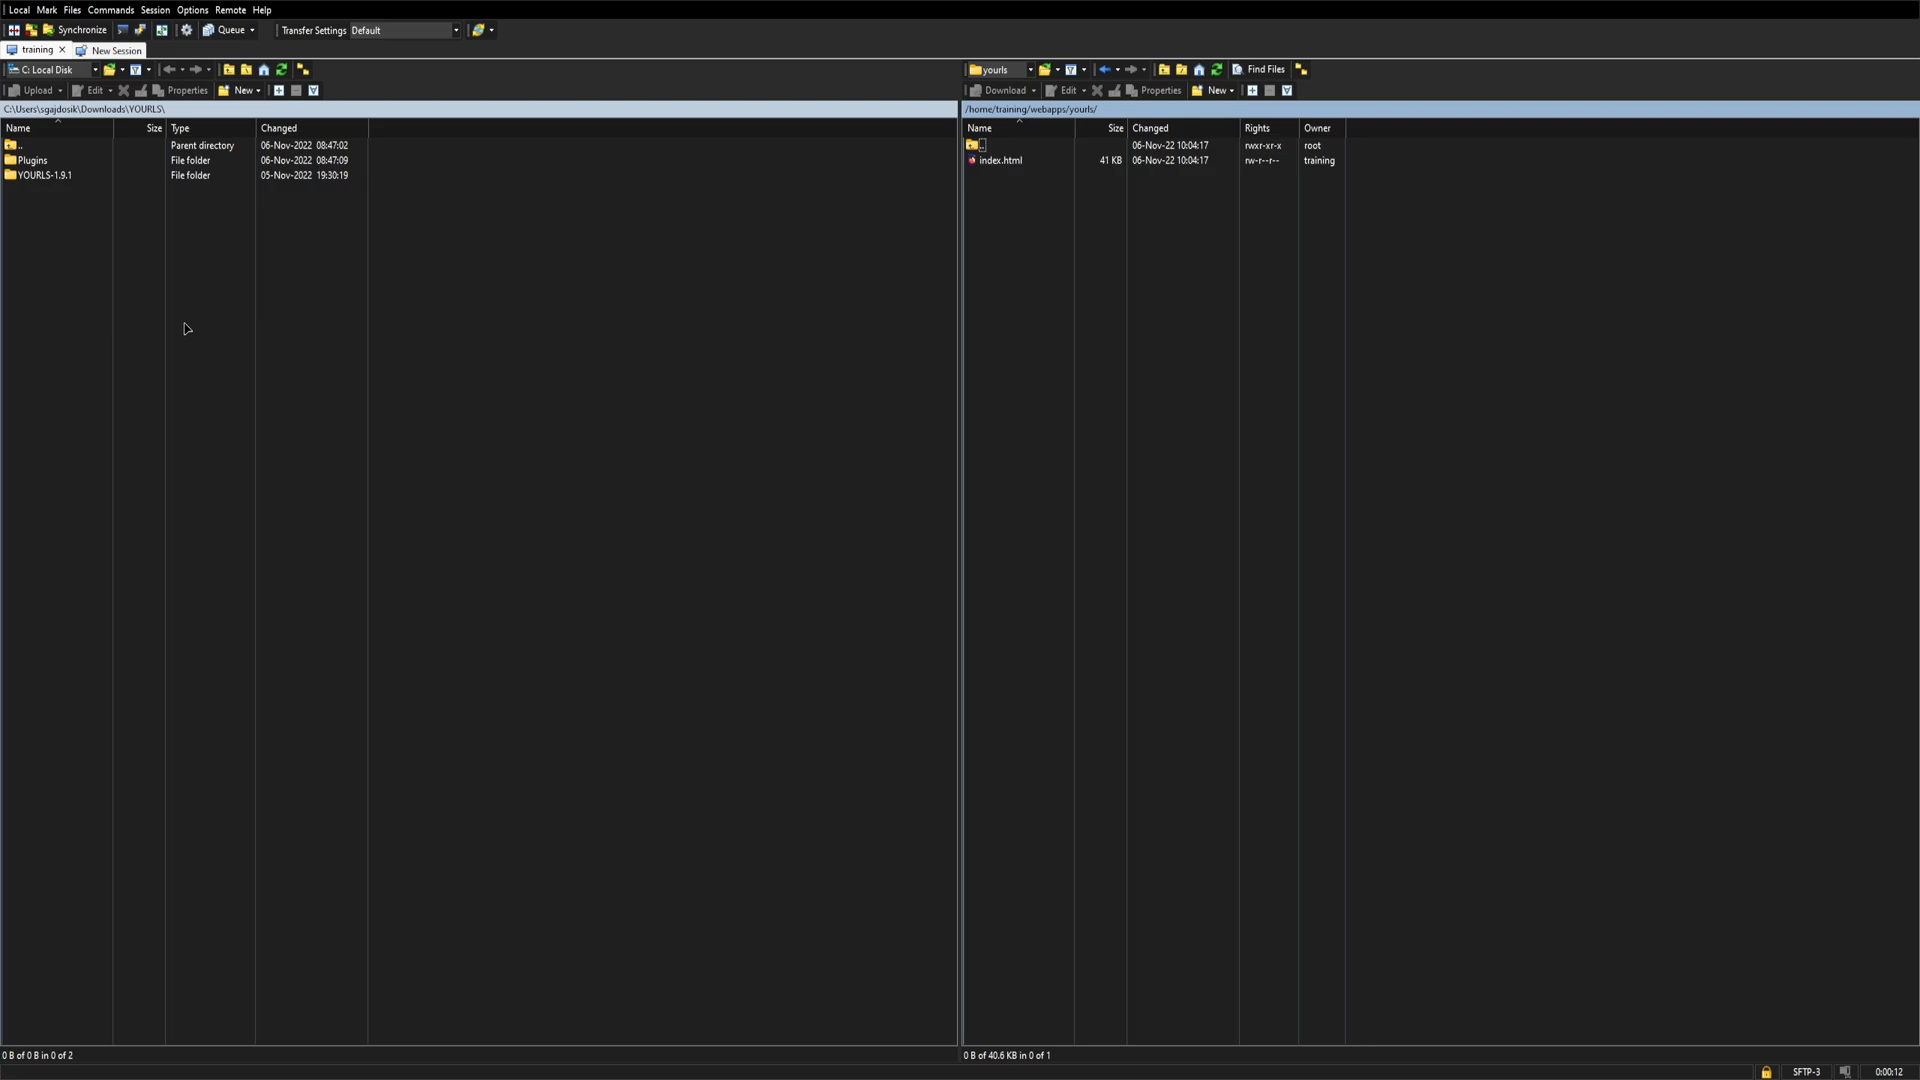 Local Mark Files Commands Session Options Remote Help
Synchronize Queue Transfer Settings Default
training New Session
C: Local Disk
yourls Find Files
Upload Edit Properties New
Download Edit Properties New
C:\Users\sgajdosik\Downloads\YOURLS\
/home/training/webapps/yourls/
Name Size Type Changed
.. Parent directory 06-Nov-2022 08:47:02
Plugins File folder 06-Nov-2022 08:47:09
YOURLS-1.9.1 File folder 05-Nov-2022 19:30:19
Name Size Changed Rights Owner
.. 06-Nov-22 10:04:17 rwxr-xr-x root
index.html 41 KB 06-Nov-22 10:04:17 rw-r--r-- training
0 B of 0 B in 0 of 2
0 B of 40.6 KB in 0 of 1
SFTP-3 0:00:12